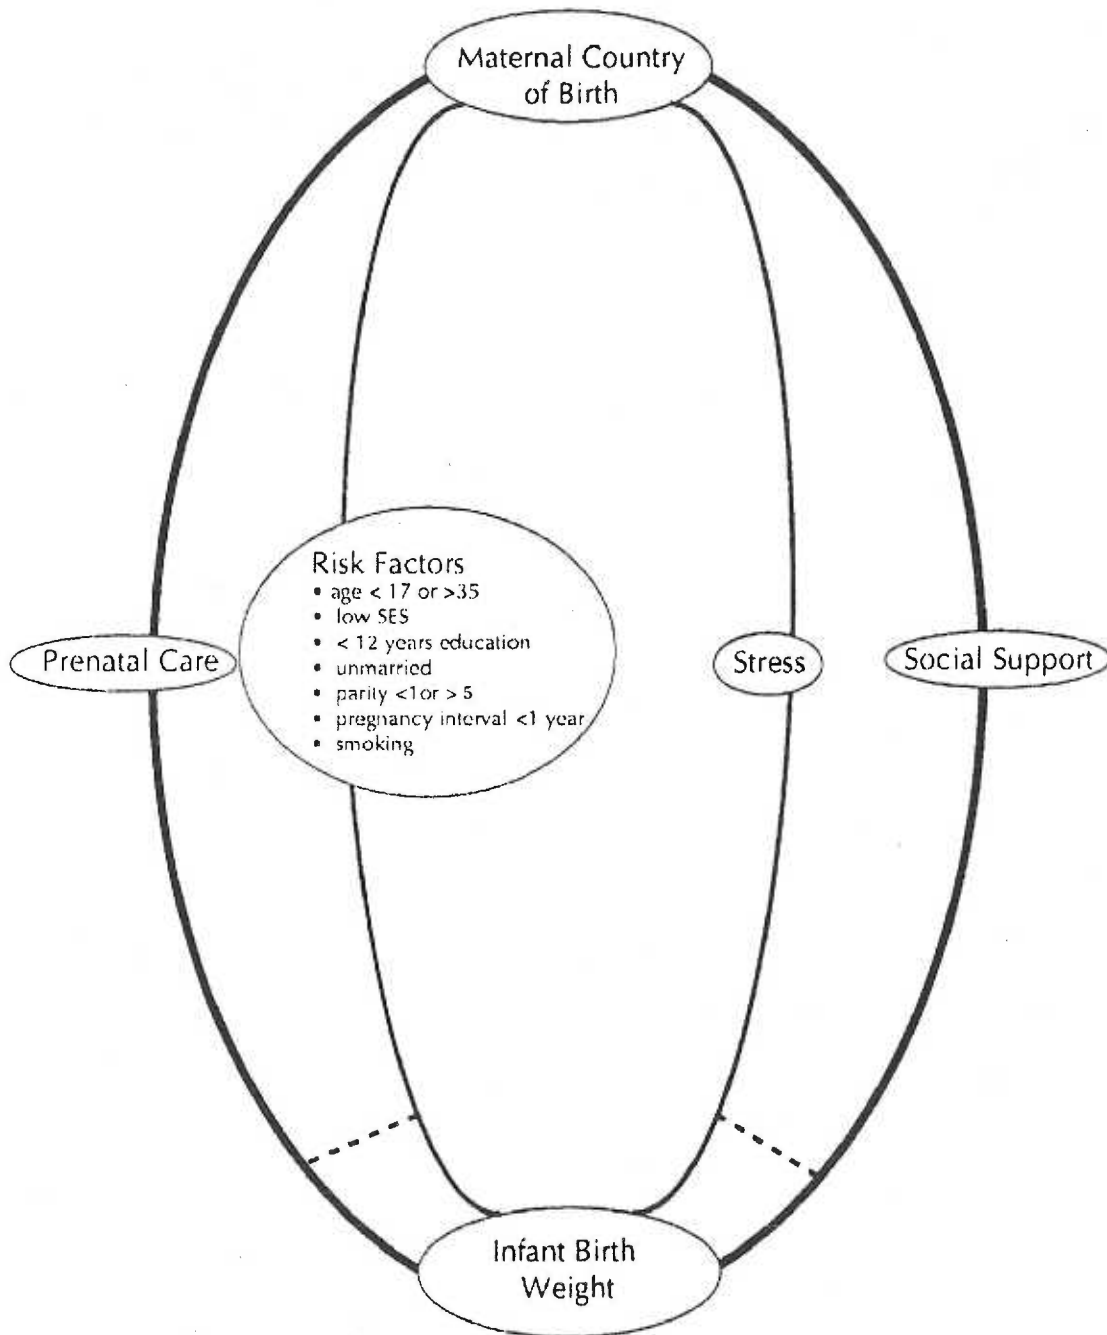 Maternal Country
of Birth
Risk Factors
• age < 17 or >35
• low SES
• < 12 years education
• unmarried
• parity <1or > 5
• pregnancy interval <1 year
• smoking
Prenatal Care
Stress
Social Support
Infant Birth
Weight